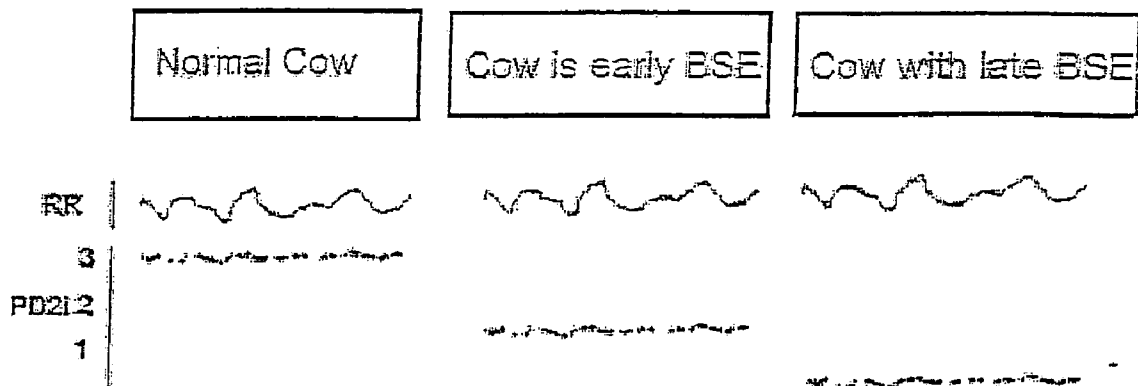 Normal Cow
Cow is early BSE
Cow with late BSE
RR
3
PD2i 2
1